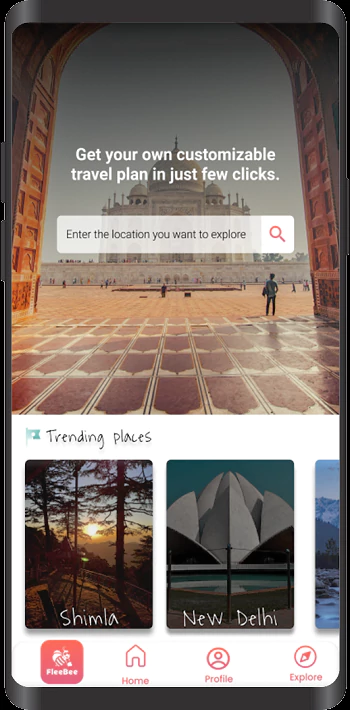 Get your own customizable
travel plan in just few clicks.
Enter the location you want to explore
Trending places
Shimla
New Delhi
FleeBee
Home
Profile
Explore